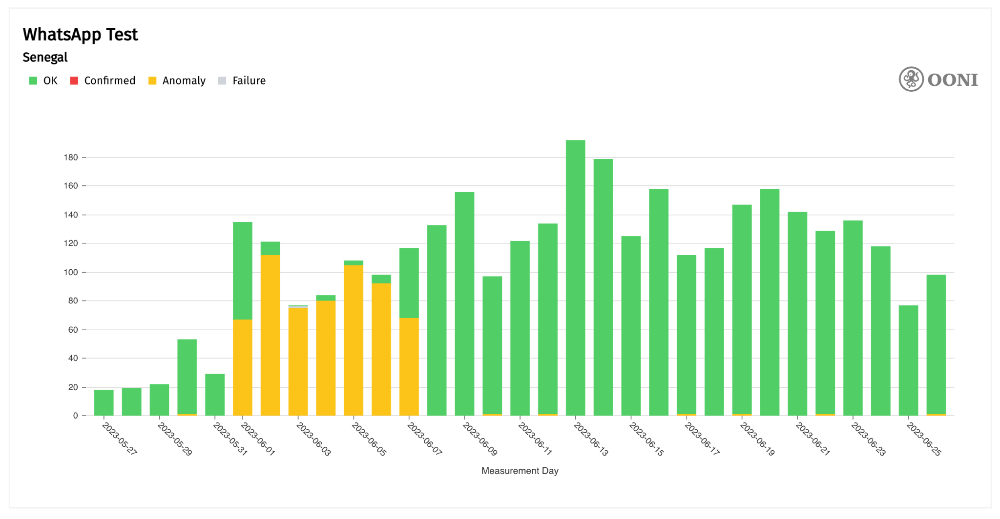 WhatsApp Test
Senegal
OK Confirmed Anomaly Failure
OONI
180
160
140
120
100
80
60
40
20
0
2023-05-27 2023-05-29 2023-05-31 2023-06-01 2023-06-03 2023-06-05 2023-06-07 2023-06-09 2023-06-11 2023-06-13 2023-06-15 2023-06-17 2023-06-19 2023-06-21 2023-06-23 2023-06-25
Measurement Day